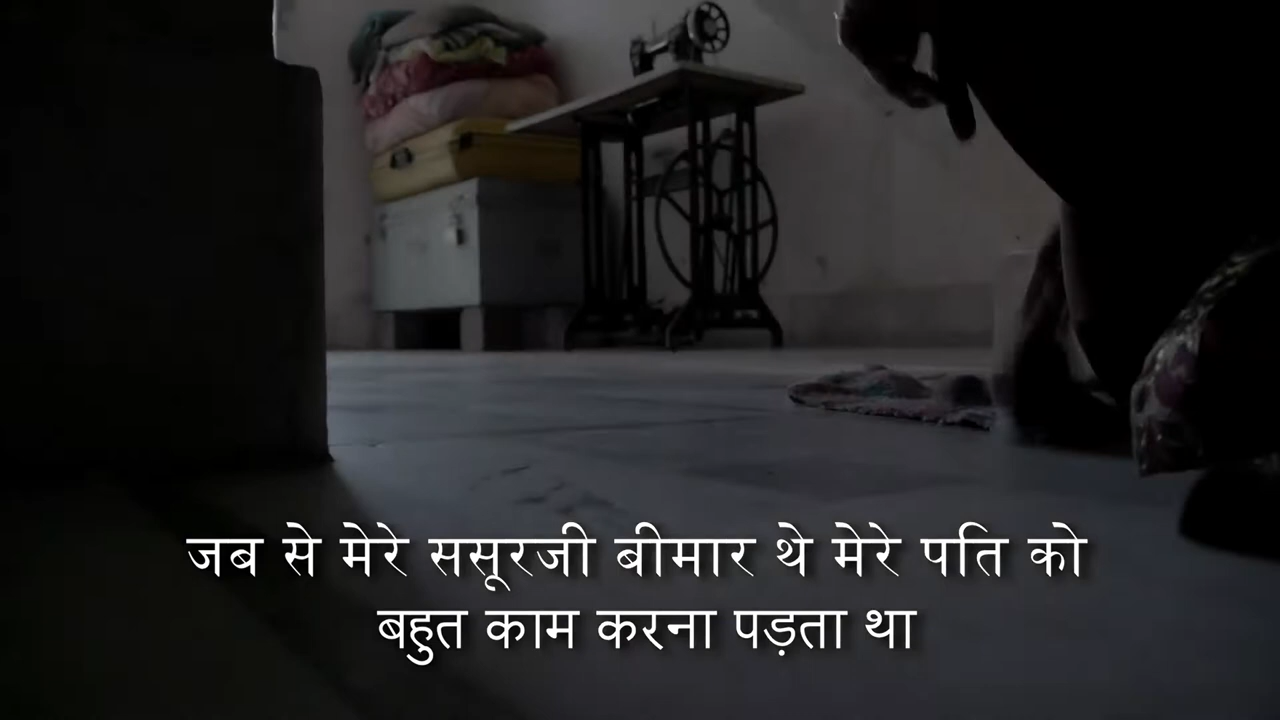 जब से मेरे ससूरजी बीमार थे मेरे पति को
बहुत काम करना पड़ता था